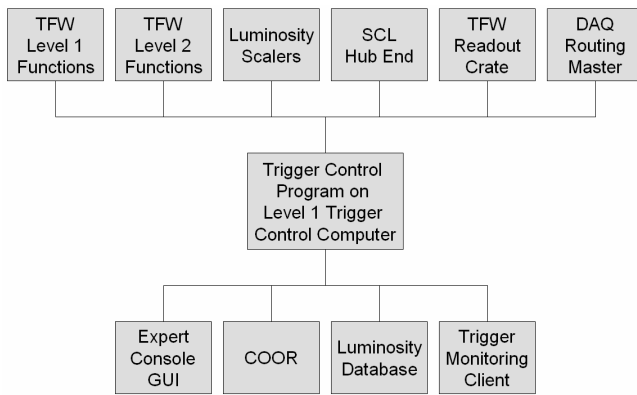 TFW
Level 1
Functions
TFW
Level 2
Functions
Luminosity
Scalers
SCL
Hub End
TFW
Readout
Crate
DAQ
Routing
Master
Trigger Control
Program on
Level 1 Trigger
Control Computer
Expert
Console
GUI
COOR
Luminosity
Database
Trigger
Monitoring
Client